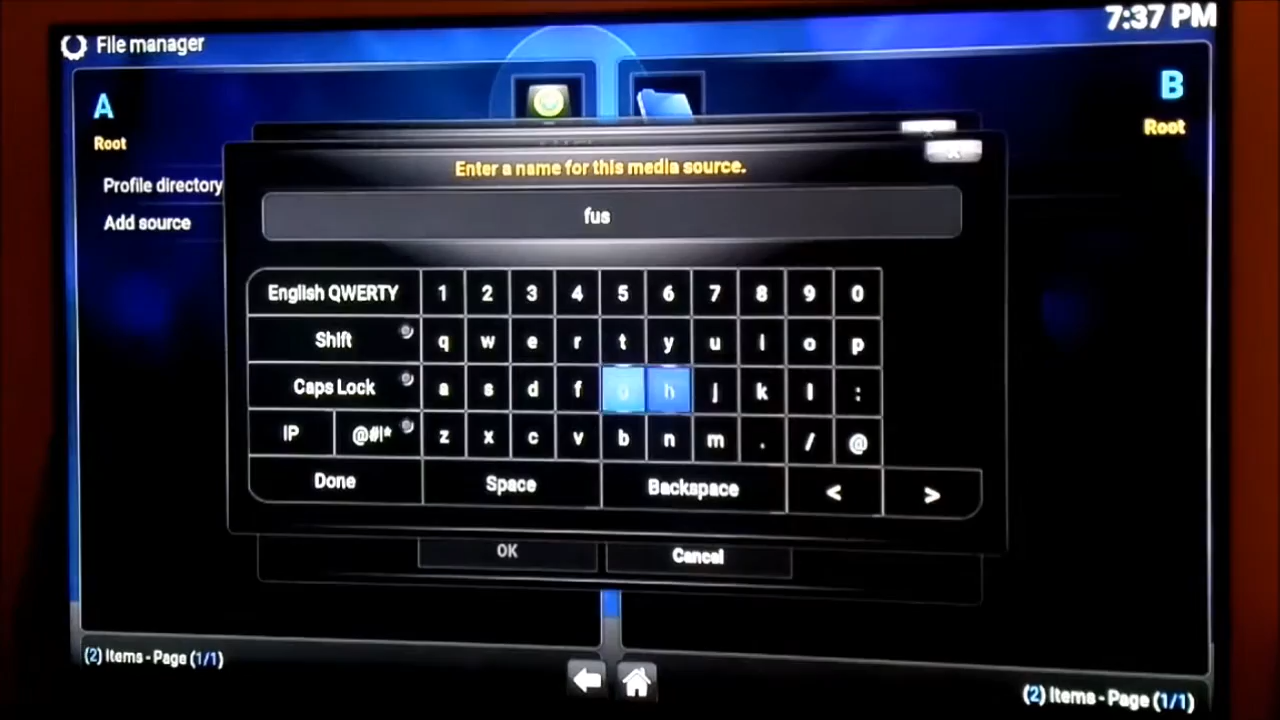 7:37 PM
File manager
A
B
Root
Root
Enter a name for this media source.
Profile directory
fus
Add source
English QWERTY 1 2 3 4 5 6 7 8 9 0
Shift q w e r t y u i o p
Caps Lock a s d f g h j k l :
IP @#!* z x c v b n m . / @
Done Space Backspace < >
OK Cancel
(2) Items - Page (1/1)
(2) Items - Page (1/1)